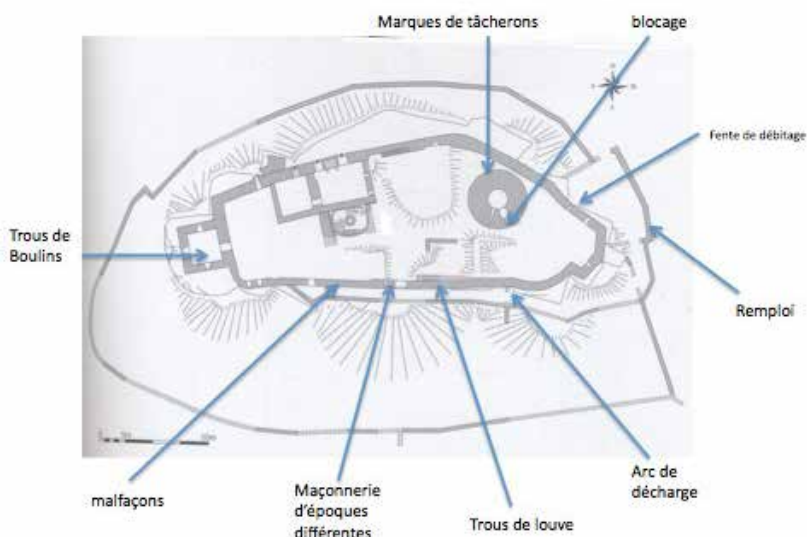 Marques de tâcherons
blocage
Fente de débitage
Trous de
Boulins
Remploi
malfaçons
Maçonnerie
d'époques
différentes
Trous de louve
Arc de
décharge